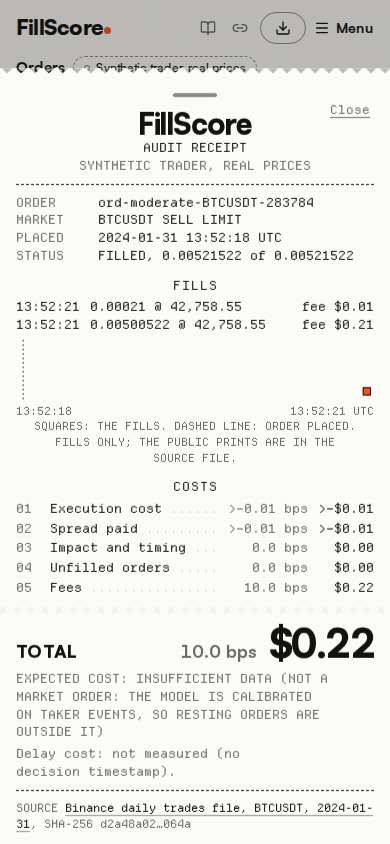 FillScore
Menu
Orders Synthetic trader, real prices
Close
FillScore
AUDIT RECEIPT
SYNTHETIC TRADER, REAL PRICES
ORDER ord-moderate-BTCUSDT-283784
MARKET BTCUSDT SELL LIMIT
PLACED 2024-01-31 13:52:18 UTC
STATUS FILLED, 0.00521522 of 0.00521522
FILLS
13:52:21 0.00021 @ 42,758.55 fee $0.01
13:52:21 0.00500522 @ 42,758.55 fee $0.21
13:52:18 13:52:21 UTC
SQUARES: THE FILLS. DASHED LINE: ORDER PLACED.
FILLS ONLY; THE PUBLIC PRINTS ARE IN THE
SOURCE FILE.
COSTS
01 Execution cost ...... >-0.01 bps >-$0.01
02 Spread paid ......... >-0.01 bps >-$0.01
03 Impact and timing ... 0.0 bps $0.00
04 Unfilled orders ..... 0.0 bps $0.00
05 Fees ................ 10.0 bps $0.22
TOTAL 10.0 bps $0.22
EXPECTED COST: INSUFFICIENT DATA (NOT A
MARKET ORDER: THE MODEL IS CALIBRATED
ON TAKER EVENTS, SO RESTING ORDERS ARE
OUTSIDE IT)
Delay cost: not measured (no
decision timestamp).
SOURCE Binance daily trades file, BTCUSDT, 2024-01-
31, SHA-256 d2a48a02…064a